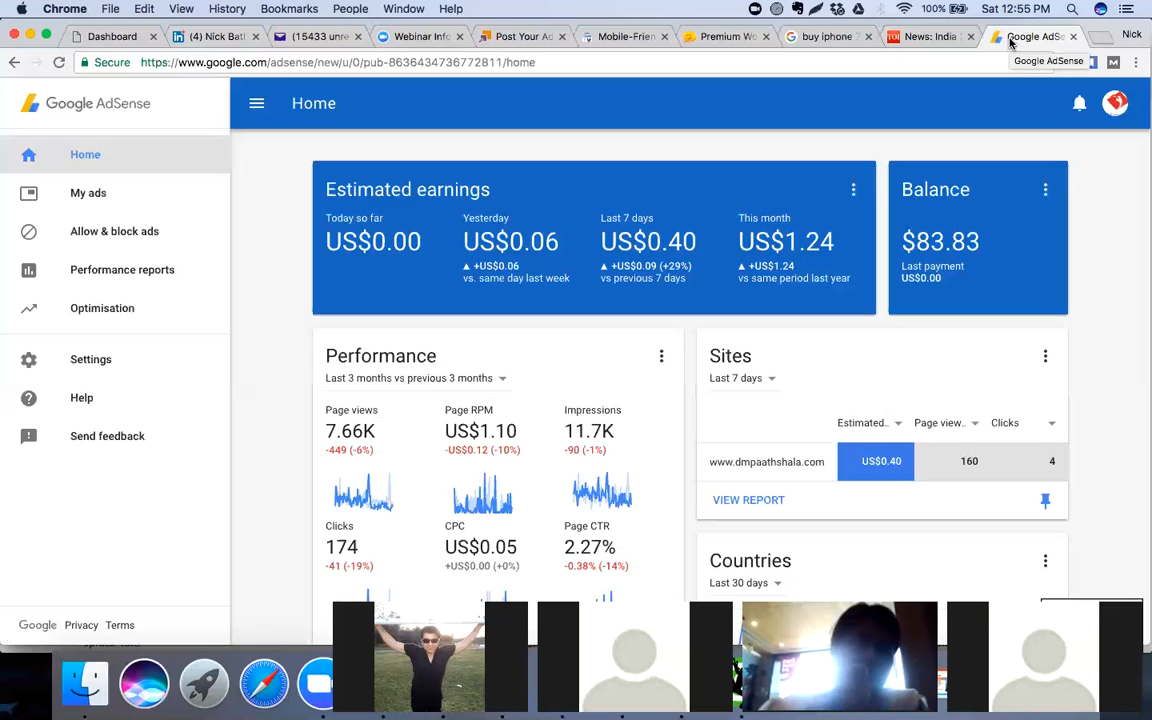 Chrome File Edit View History Bookmarks People Window Help 100% Sat 12:55 PM
Dashboard (4) Nick Bat (15433 unre Webinar Info Post Your Ad Mobile-Frien Premium Wo buy iphone 7 News: India Google AdSe Nick
Secure https://www.google.com/adsense/new/u/0/pub-8636434736772811/home
Google AdSense
Google AdSense
Home
Home
My ads
Allow & block ads
Performance reports
Optimisation
Settings
Help
Send feedback
Google Privacy Terms
Estimated earnings
Today so far Yesterday Last 7 days This month
US$0.00 US$0.06 US$0.40 US$1.24
+US$0.06 +US$0.09 (+29%) +US$1.24
vs. same day last week vs previous 7 days vs same period last year
Balance
$83.83
Last payment
US$0.00
Performance
Last 3 months vs previous 3 months
Page views Page RPM Impressions
7.66K US$1.10 11.7K
-449 (-6%) -US$0.12 (-10%) -90 (-1%)
Clicks CPC Page CTR
174 US$0.05 2.27%
-41 (-19%) +US$0.00 (+0%) -0.38% (-14%)
Sites
Last 7 days
Estimated.. Page view.. Clicks
www.dmpaathshala.com US$0.40 160 4
VIEW REPORT
Countries
Last 30 days